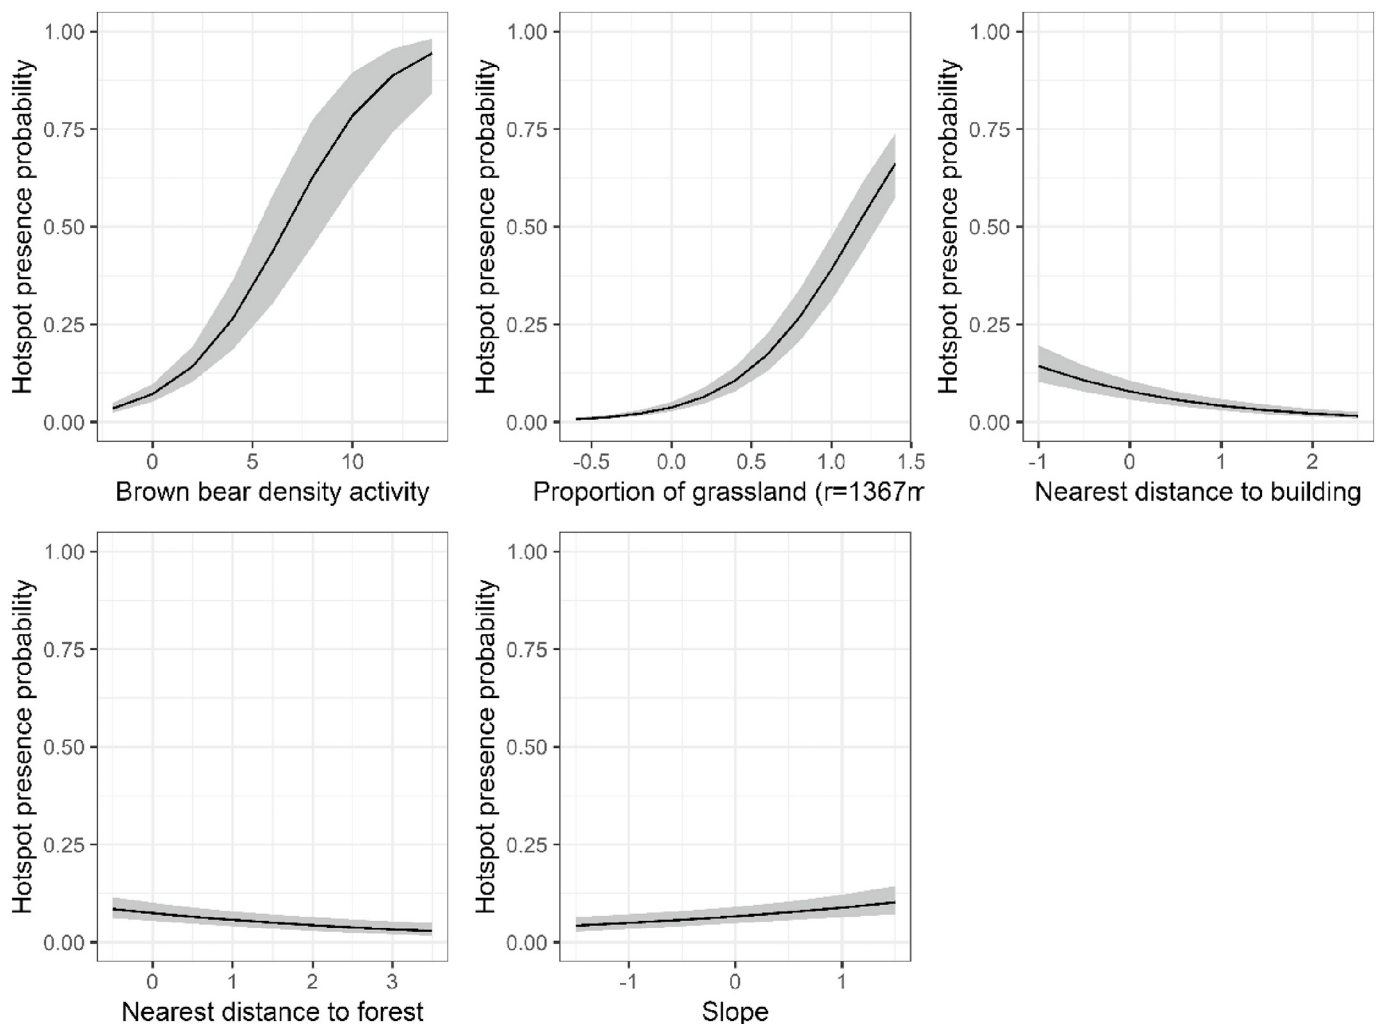 Hotspot presence probability
1.00
0.75
0.50
0.25
0.00
0 5 10
Brown bear density activity
Hotspot presence probability
1.00
0.75
0.50
0.25
0.00
-0.5 0.0 0.5 1.0 1.5
Proportion of grassland (r=1367m
Hotspot presence probability
1.00
0.75
0.50
0.25
0.00
-1 0 1 2
Nearest distance to building
Hotspot presence probability
1.00
0.75
0.50
0.25
0.00
0 1 2 3
Nearest distance to forest
Hotspot presence probability
1.00
0.75
0.50
0.25
0.00
-1 0 1
Slope